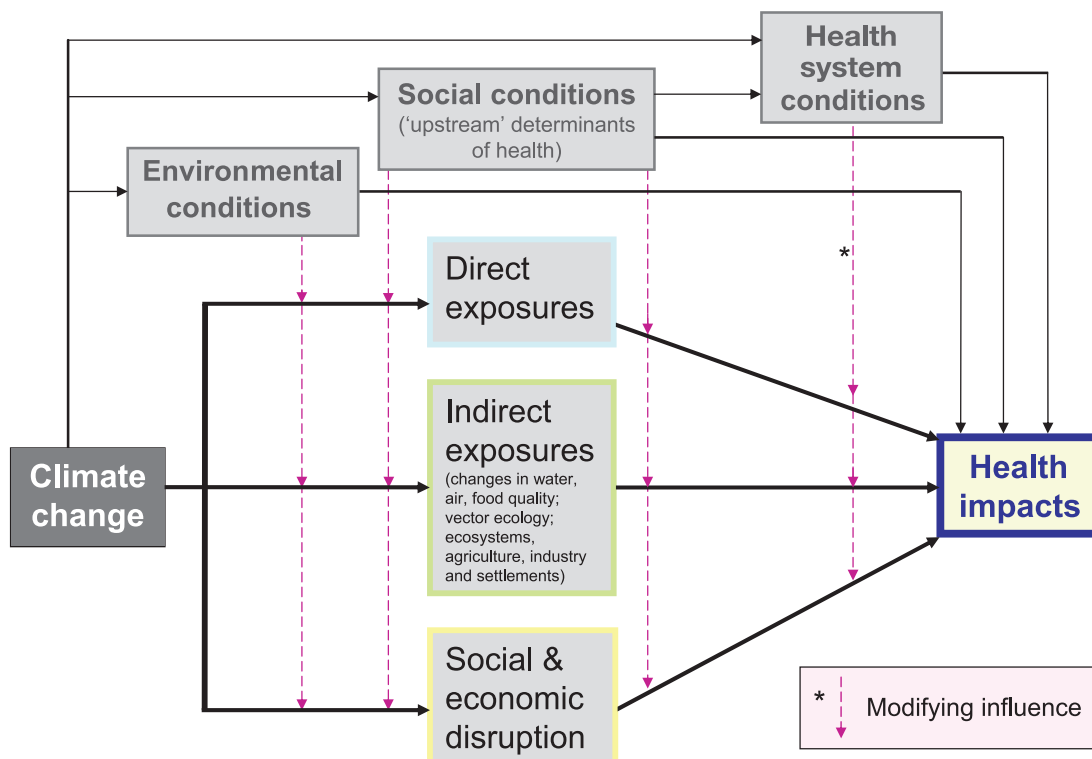 Health
system
conditions
Social conditions
(‘upstream’ determinants
of health)
Environmental
conditions
*
Direct
exposures
Indirect
exposures
(changes in water,
air, food quality;
vector ecology;
ecosystems,
agriculture, industry
and settlements)
Climate
change
Health
impacts
Social &
economic
disruption
* Modifying influence